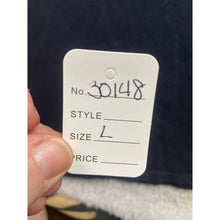 No. 30148
STYLE
SIZE L
PRICE